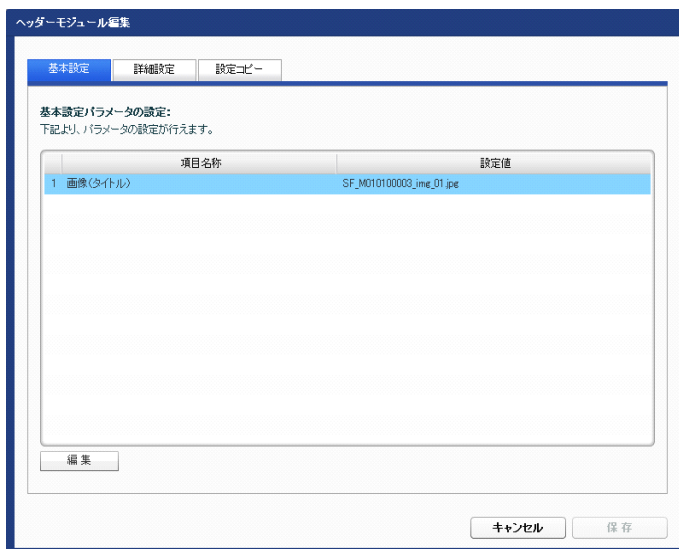 ヘッダーモジュール編集
基本設定 詳細設定 設定コピー
基本設定パラメータの設定:
下記より、パラメータの設定が行えます。
項目名称 設定値
1 画像(タイトル) SF_M010100003_img_01.jpg
編集
キャンセル 保存